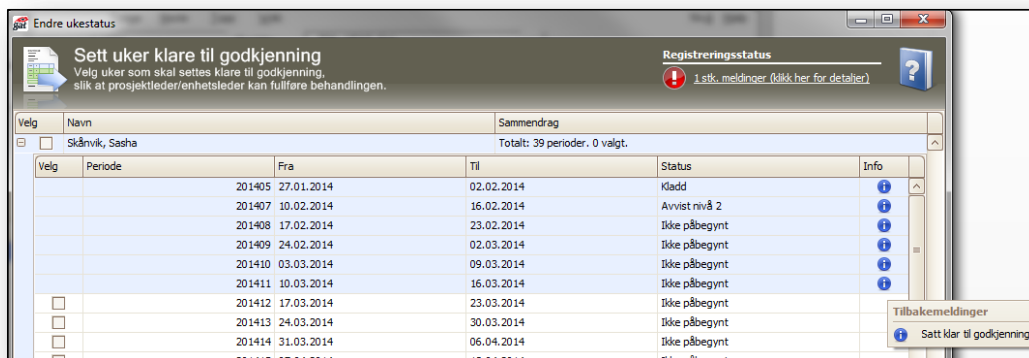 gat Endre ukestatus
Sett uker klare til godkjenning
Velg uker som skal settes klare til godkjenning,
slik at prosjektleder/enhetsleder kan fullføre behandlingen.
Registreringsstatus
1 stk. meldinger (klikk her for detaljer)
Velg Navn Sammendrag
Skånvik, Sasha Totalt: 39 perioder. 0 valgt.
Velg Periode Fra Til Status Info
201405 27.01.2014 02.02.2014 Kladd
201407 10.02.2014 16.02.2014 Avvist nivå 2
201408 17.02.2014 23.02.2014 Ikke påbegynt
201409 24.02.2014 02.03.2014 Ikke påbegynt
201410 03.03.2014 09.03.2014 Ikke påbegynt
201411 10.03.2014 16.03.2014 Ikke påbegynt
201412 17.03.2014 23.03.2014 Ikke påbegynt
201413 24.03.2014 30.03.2014 Ikke påbegynt
201414 31.03.2014 06.04.2014 Ikke påbegynt
Tilbakemeldinger
Satt klar til godkjenning